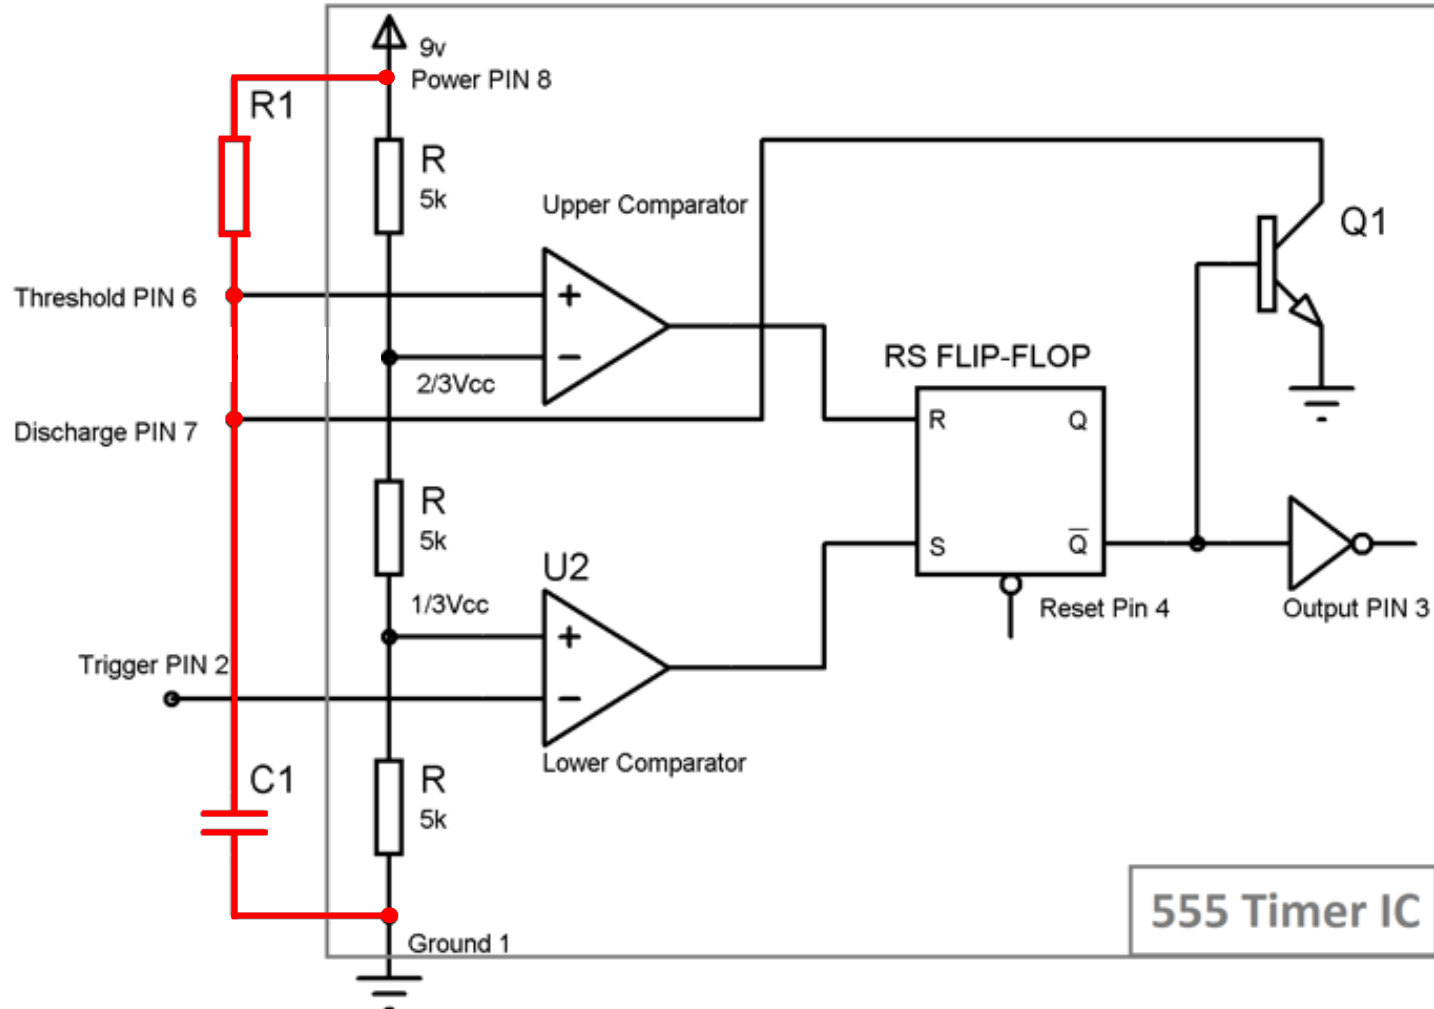 9v
Power PIN 8
R1
R
5k
Upper Comparator
Q1
Threshold PIN 6
+
−
2/3Vcc
RS FLIP-FLOP
Discharge PIN 7
R
Q
R
5k
S
Q̅
U2
1/3Vcc
Reset Pin 4
Output PIN 3
+
Trigger PIN 2
−
Lower Comparator
C1
R
5k
555 Timer IC
Ground 1